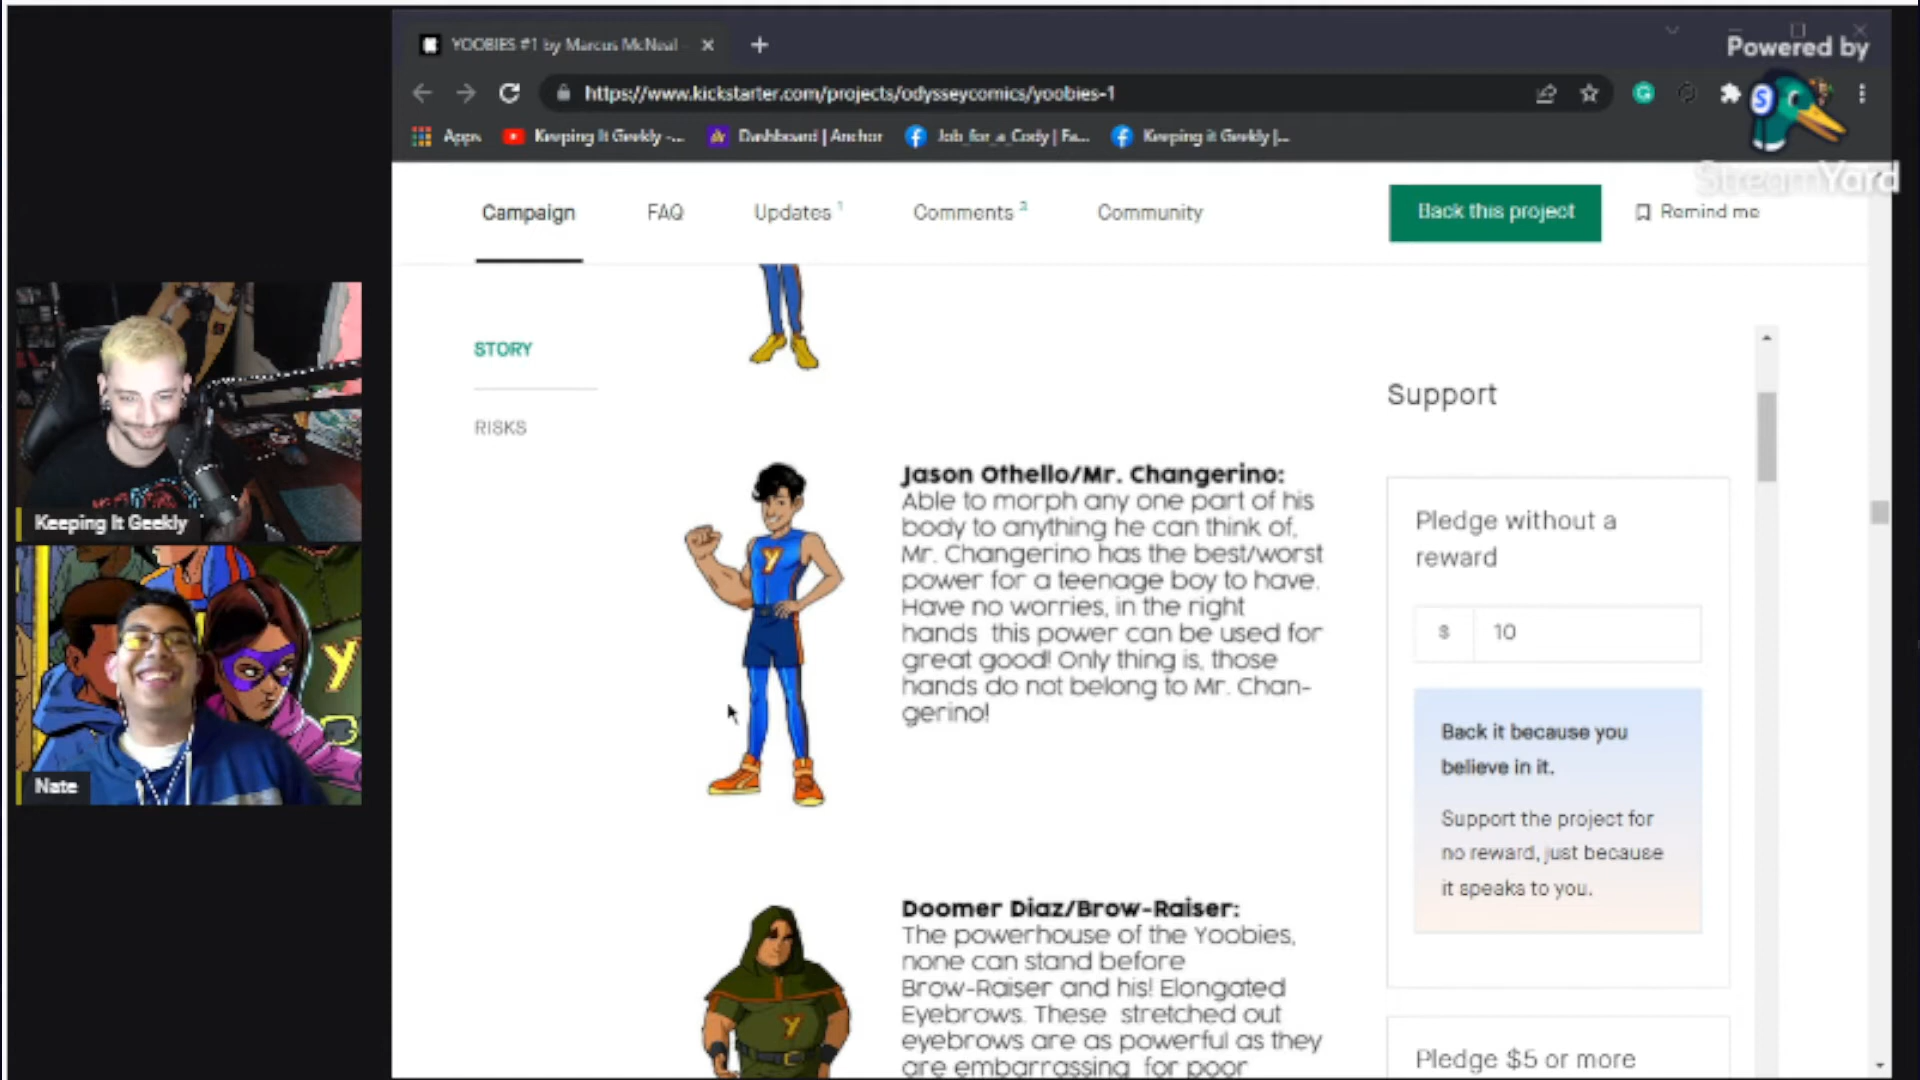 YOOBIES #1 by Marcus McNeal
Powered by
https://www.kickstarter.com/projects/odysseycomics/yoobies-1
Apps
Keeping It Geekly -...
Dashboard | Anchor
Job_for_a_Cody | Fa...
Keeping it Geekly |...
StreamYard
Campaign
FAQ
Updates 1
Comments 2
Community
Back this project
Remind me
STORY
RISKS
Keeping It Geekly
Nate
Jason Othello/Mr. Changerino:
Able to morph any one part of his
body to anything he can think of,
Mr. Changerino has the best/worst
power for a teenage boy to have.
Have no worries, in the right
hands this power can be used for
great good! Only thing is, those
hands do not belong to Mr. Chan-
gerino!
Doomer Diaz/Brow-Raiser:
The powerhouse of the Yoobies,
none can stand before
Brow-Raiser and his! Elongated
Eyebrows. These stretched out
eyebrows are as powerful as they
are embarrassing for poor
Support
Pledge without a
reward
$ 10
Back it because you
believe in it.
Support the project for
no reward, just because
it speaks to you.
Pledge $5 or more
Y
Y
Y
S